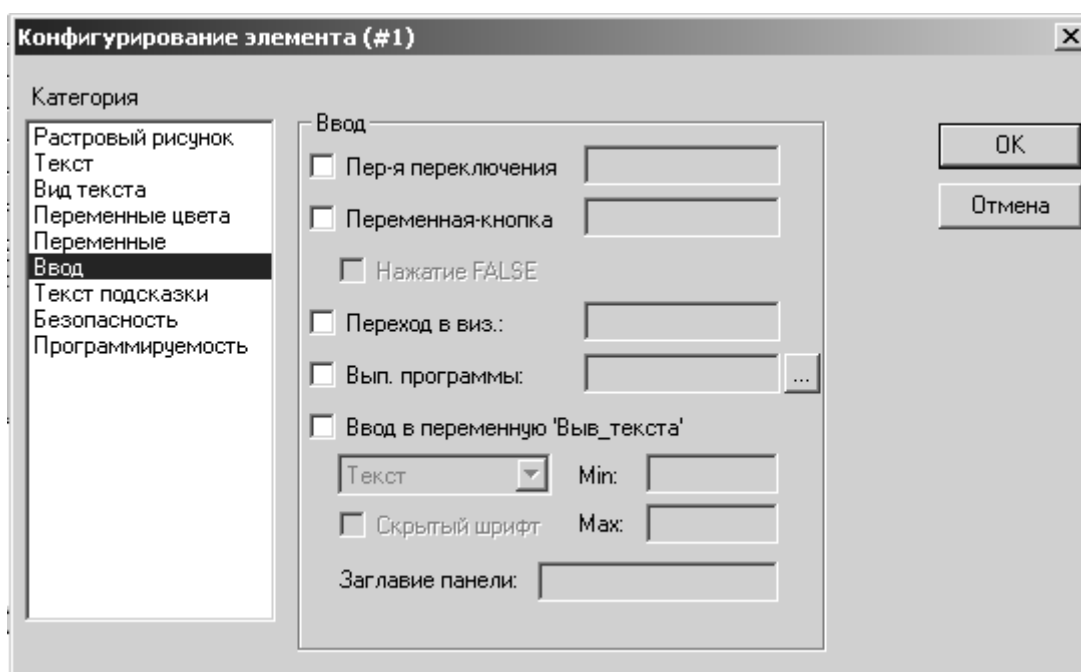 Конфигурирование элемента (#1)
Категория
Растровый рисунок
Текст
Вид текста
Переменные цвета
Переменные
Ввод
Текст подсказки
Безопасность
Программируемость
Ввод
Пер-я переключения
Переменная-кнопка
Нажатие FALSE
Переход в виз.:
Вып. программы: ...
Ввод в переменную 'Выв_текста'
Текст Min:
Скрытый шрифт Max:
Заглавие панели:
OK
Отмена